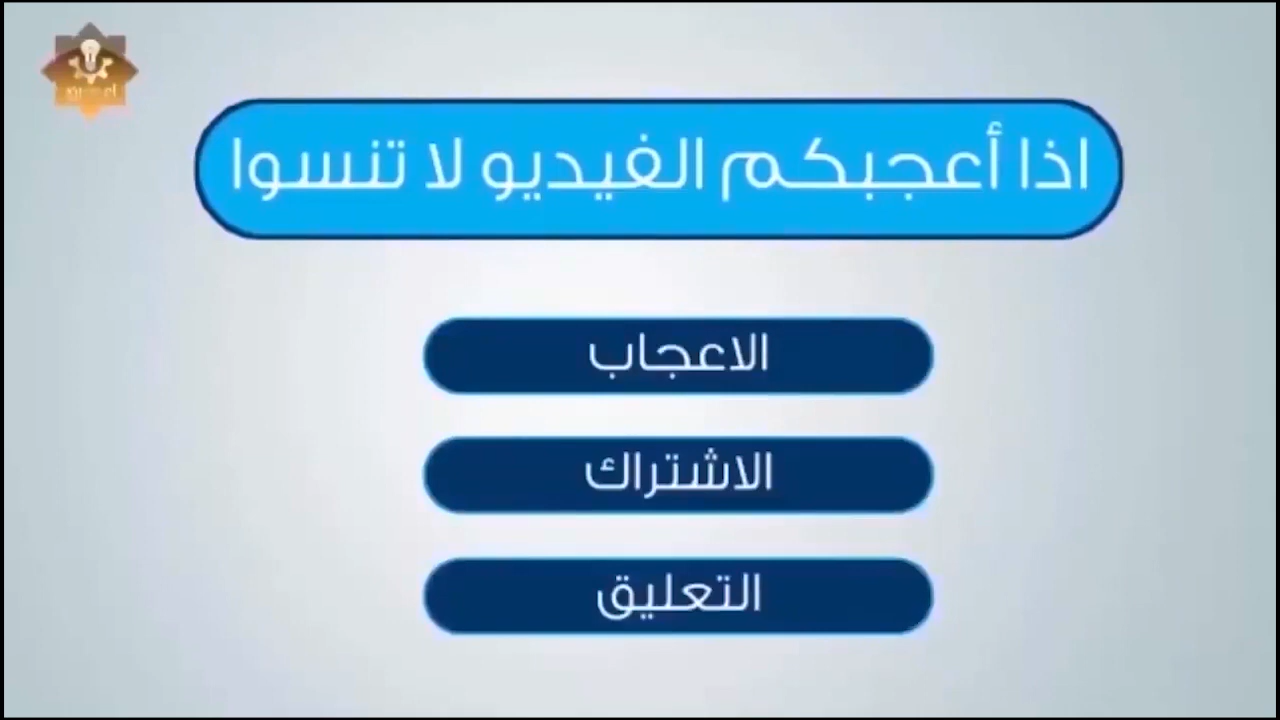 اذا أعجبكم الفيديو لا تنسوا
الاعجاب
الاشتراك
التعليق